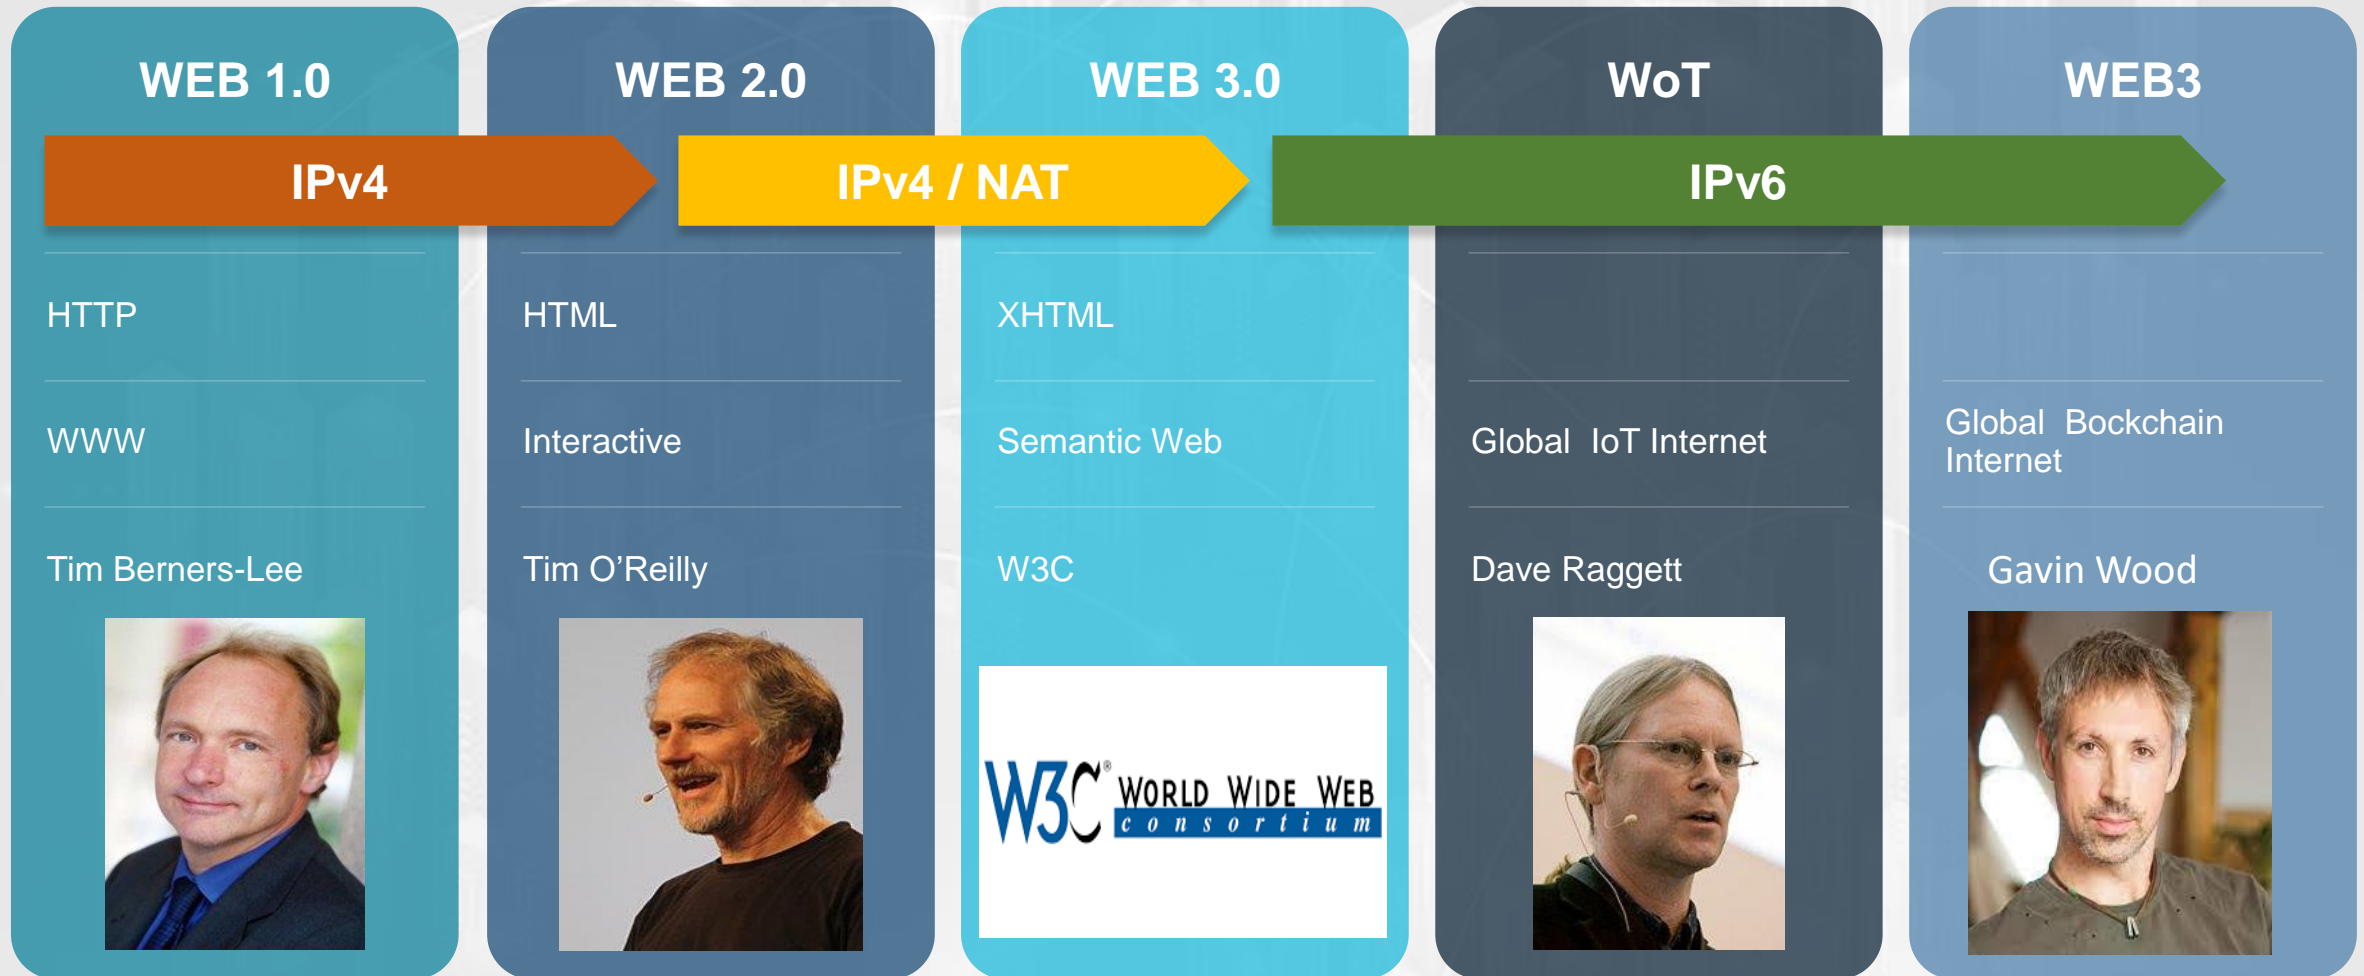 WEB 1.0
WEB 2.0
WEB 3.0
WoT
WEB3
IPv4
IPv4 / NAT
IPv6
HTTP
HTML
XHTML
WWW
Interactive
Semantic Web
Global IoT Internet
Global Bockchain
Internet
Tim Berners-Lee
Tim O’Reilly
W3C
Dave Raggett
Gavin Wood
W3C® WORLD WIDE WEB
consortium